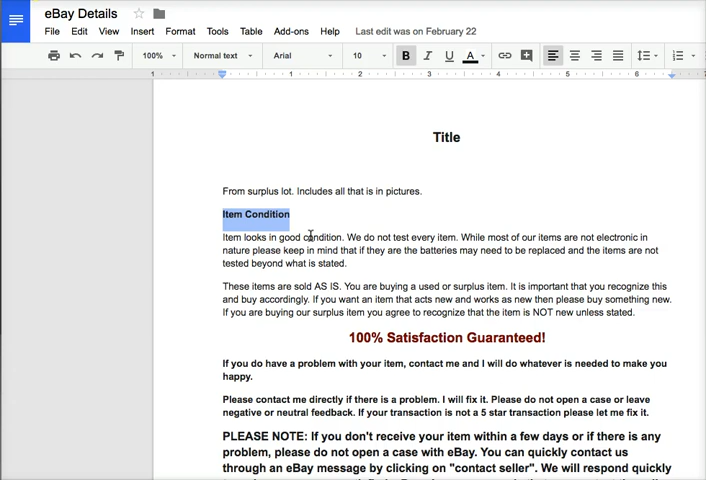 eBay Details
File Edit View Insert Format Tools Table Add-ons Help Last edit was on February 22
100% Normal text Arial 10 B I U A
1 1 2 3 4 5 6 7
Title
From surplus lot. Includes all that is in pictures.
Item Condition
Item looks in good condition. We do not test every item. While most of our items are not electronic in
nature please keep in mind that if they are the batteries may need to be replaced and the items are not
tested beyond what is stated.
These items are sold AS IS. You are buying a used or surplus item. It is important that you recognize this
and buy accordingly. If you want an item that acts new and works as new then please buy something new.
If you are buying our surplus item you agree to recognize that the item is NOT new unless stated.
100% Satisfaction Guaranteed!
If you do have a problem with your item, contact me and I will do whatever is needed to make you
happy.
Please contact me directly if there is a problem. I will fix it. Please do not open a case or leave
negative or neutral feedback. If your transaction is not a 5 star transaction please let me fix it.
PLEASE NOTE: If you don't receive your item within a few days or if there is any
problem, please do not open a case with eBay. You can quickly contact us
through an eBay message by clicking on "contact seller". We will respond quickly